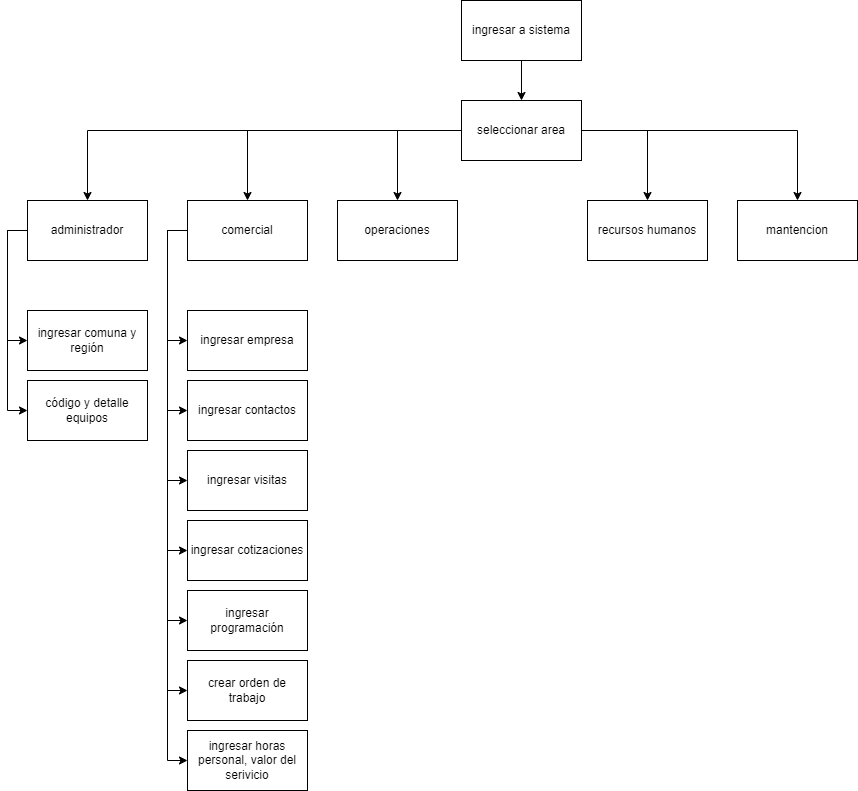 ingresar a sistema
seleccionar area
administrador
comercial
operaciones
recursos humanos
mantencion
ingresar comuna y
región
código y detalle
equipos
ingresar empresa
ingresar contactos
ingresar visitas
ingresar cotizaciones
ingresar
programación
crear orden de
trabajo
ingresar horas
personal, valor del
serivicio